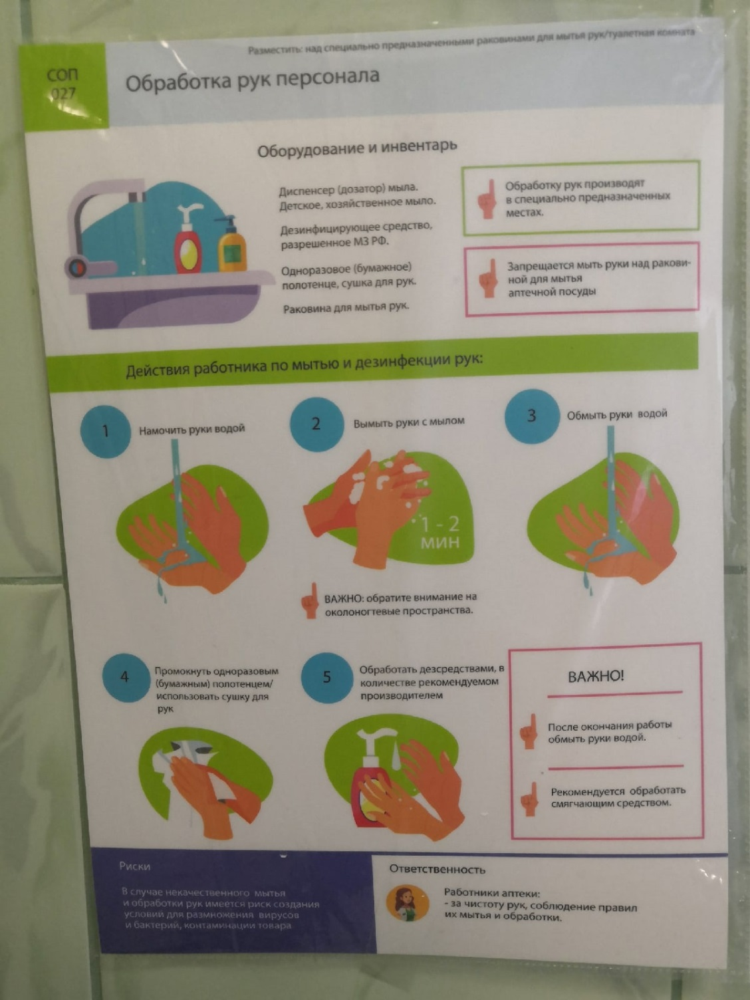 Разместить: над специально предназначенными раковинами для мытья рук/туалетная комната
СОП
027
Обработка рук персонала
Оборудование и инвентарь
Диспенсер (дозатор) мыла.
Детское, хозяйственное мыло.
Дезинфицирующее средство,
разрешенное МЗ РФ.
Одноразовое (бумажное)
полотенце, сушка для рук.
Раковина для мытья рук.
Обработку рук производят
в специально предназначенных
местах.
Запрещается мыть руки над ракови-
ной для мытья
аптечной посуды
Действия работника по мытью и дезинфекции рук:
1
Намочить руки водой
2
Вымыть руки с мылом
1 - 2
МИН
ВАЖНО: обратите внимание на
околоногтевые пространства.
3
Обмыть руки водой
4
Промокнуть одноразовым
(бумажным) полотенцем/
использовать сушку для
рук
5
Обработать дезсредствами, в
количестве рекомендуемом
производителем
ВАЖНО!
После окончания работы
обмыть руки водой.
Рекомендуется обработать
смягчающим средством.
Риски
В случае некачественного мытья
и обработки рук имеется риск создания
условий для размножения вирусов
и бактерий, контаминации товара
Ответственность
Работники аптеки:
- за чистоту рук, соблюдение правил
их мытья и обработки.